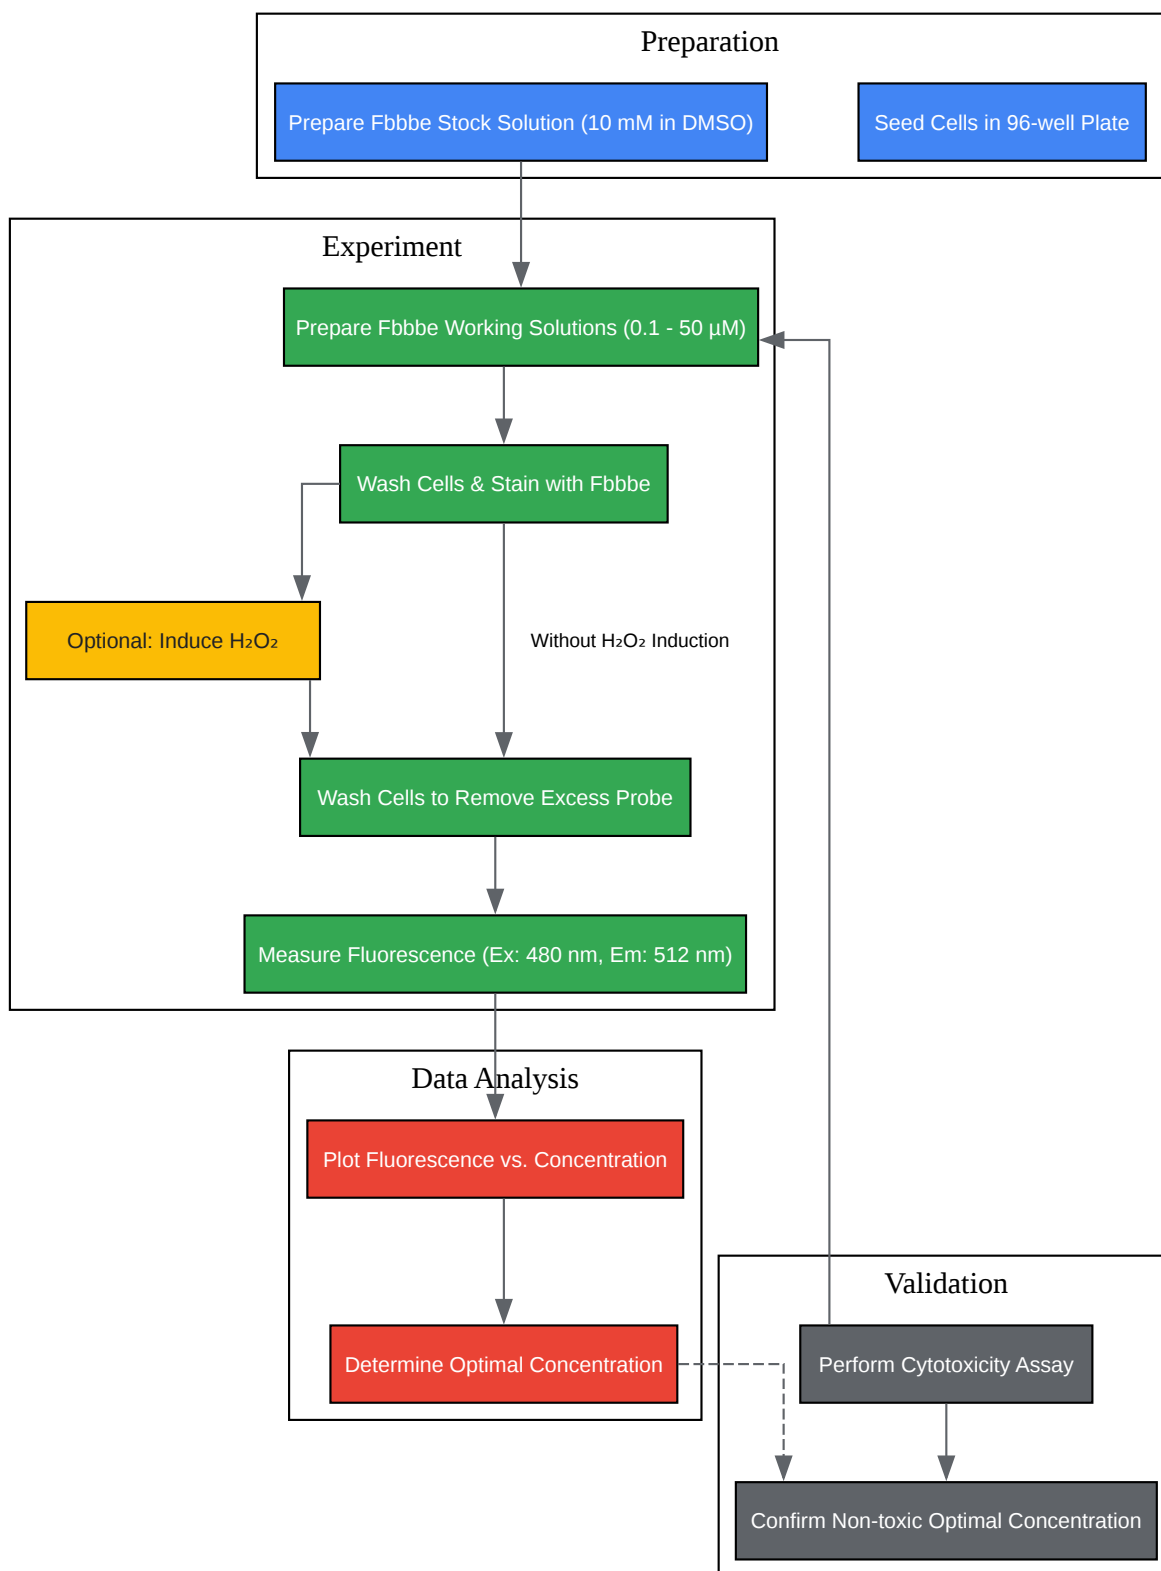 Preparation
Prepare Fbbbe Stock Solution (10 mM in DMSO)
Seed Cells in 96-well Plate
Experiment
Prepare Fbbbe Working Solutions (0.1 - 50 µM)
Wash Cells & Stain with Fbbbe
Optional: Induce H₂O₂
Without H₂O₂ Induction
Wash Cells to Remove Excess Probe
Measure Fluorescence (Ex: 480 nm, Em: 512 nm)
Data Analysis
Plot Fluorescence vs. Concentration
Determine Optimal Concentration
Validation
Perform Cytotoxicity Assay
Confirm Non-toxic Optimal Concentration